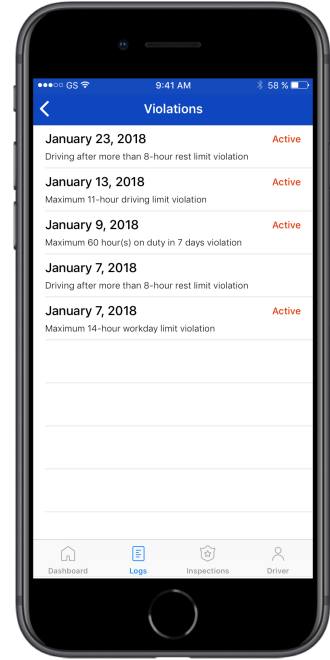 GS 9:41 AM 58 %
Violations
January 23, 2018 Active
Driving after more than 8-hour rest limit violation
January 13, 2018 Active
Maximum 11-hour driving limit violation
January 9, 2018 Active
Maximum 60 hour(s) on duty in 7 days violation
January 7, 2018
Driving after more than 8-hour rest limit violation
January 7, 2018 Active
Maximum 14-hour workday limit violation
Dashboard Logs Inspections Driver